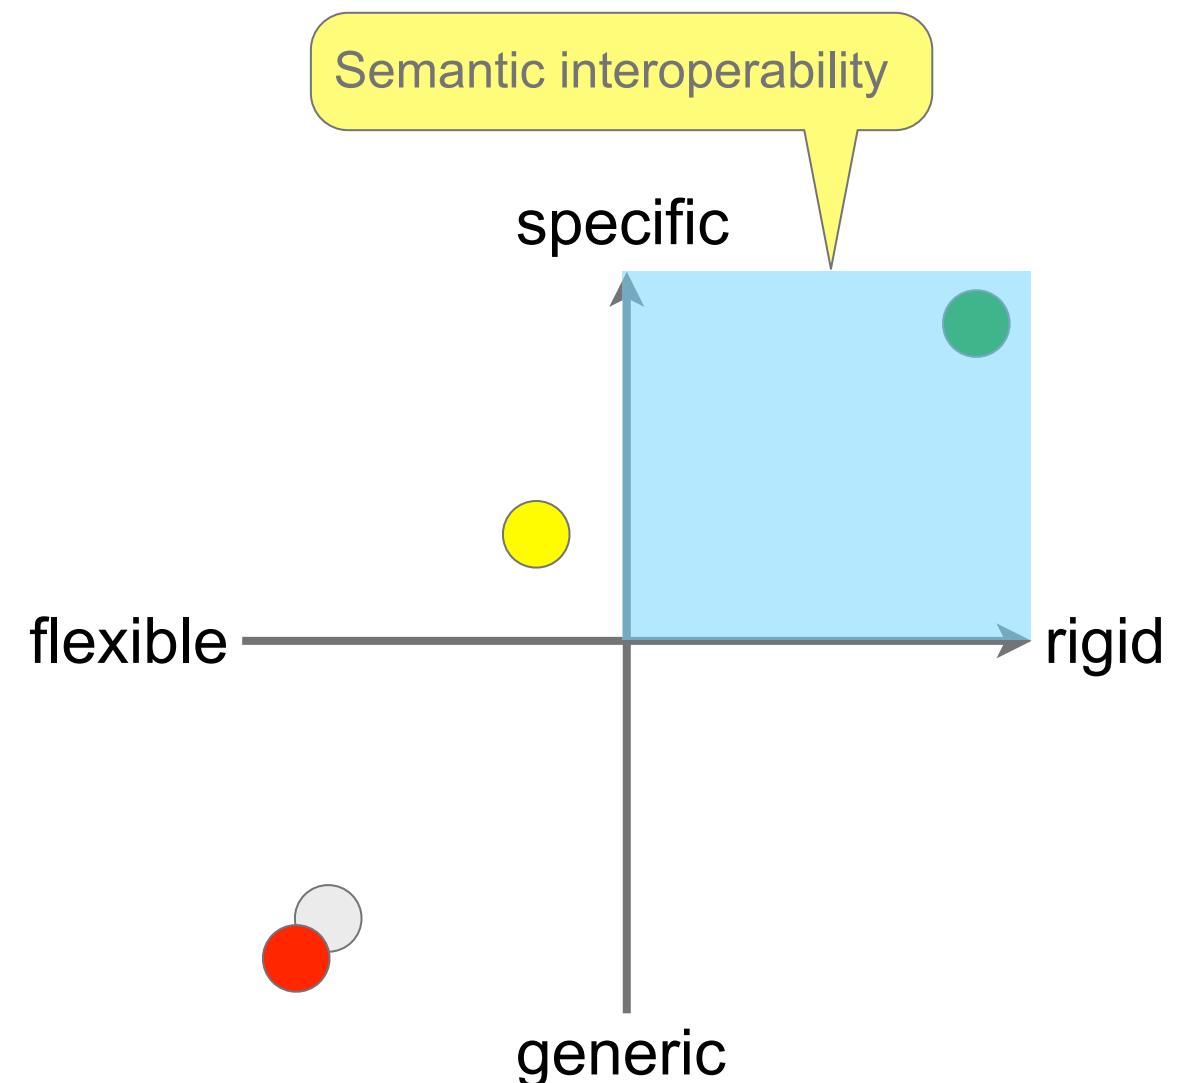 Semantic interoperability
specific
flexible
rigid
generic